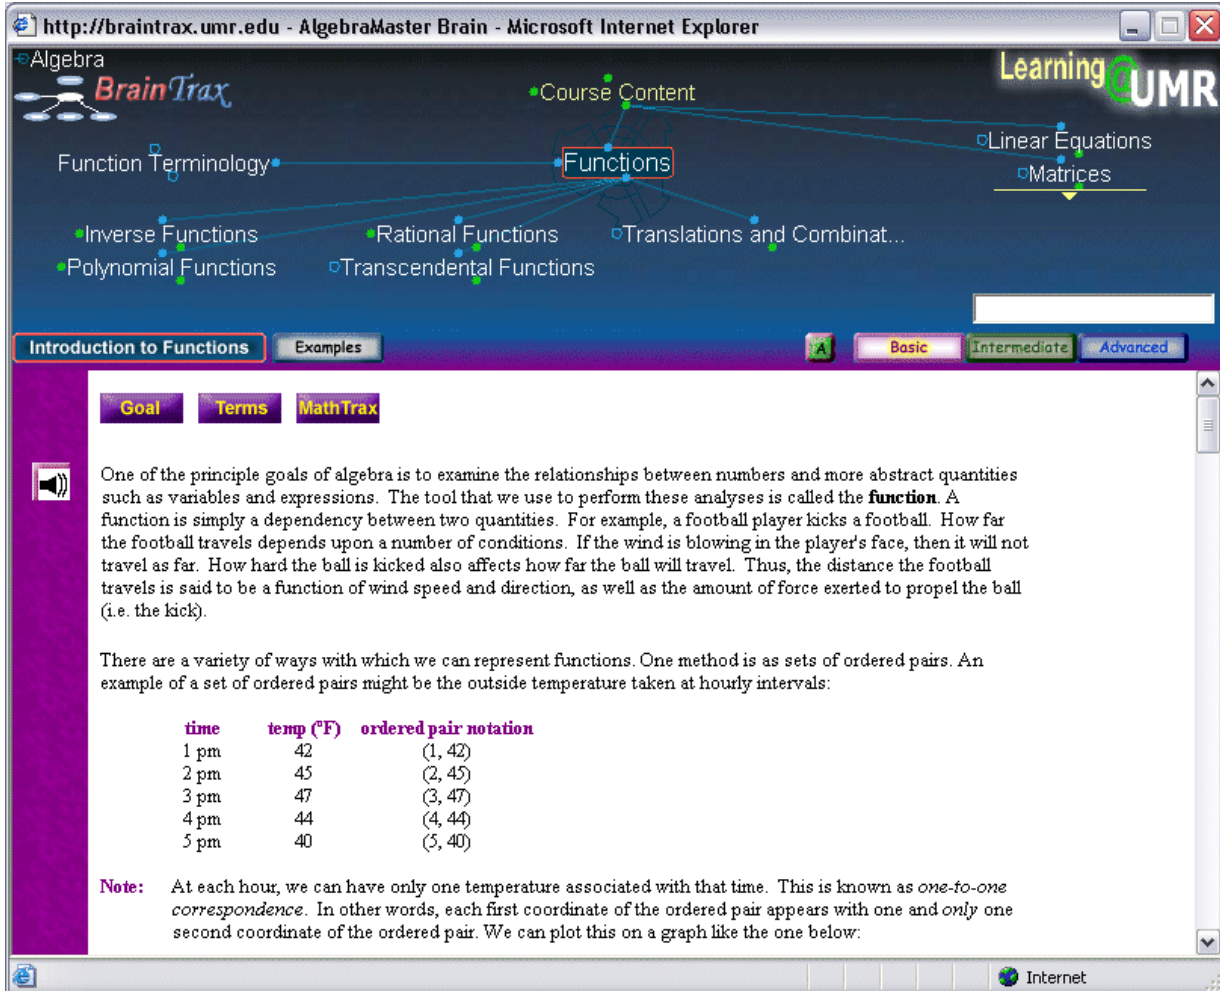 http://braintrax.umr.edu - AlgebraMaster Brain - Microsoft Internet Explorer
Algebra
BrainTrax
Course Content
Learning@UMR
Function Terminology
Functions
Linear Equations
Matrices
Inverse Functions
Rational Functions
Translations and Combinat...
Polynomial Functions
Transcendental Functions
Introduction to Functions
Examples
A
Basic
Intermediate
Advanced
Goal
Terms
MathTrax
One of the principle goals of algebra is to examine the relationships between numbers and more abstract quantities
such as variables and expressions. The tool that we use to perform these analyses is called the function. A
function is simply a dependency between two quantities. For example, a football player kicks a football. How far
the football travels depends upon a number of conditions. If the wind is blowing in the player's face, then it will not
travel as far. How hard the ball is kicked also affects how far the ball will travel. Thus, the distance the football
travels is said to be a function of wind speed and direction, as well as the amount of force exerted to propel the ball
(i.e. the kick).
There are a variety of ways with which we can represent functions. One method is as sets of ordered pairs. An
example of a set of ordered pairs might be the outside temperature taken at hourly intervals:
time temp (ºF) ordered pair notation
1 pm 42 (1, 42)
2 pm 45 (2, 45)
3 pm 47 (3, 47)
4 pm 44 (4, 44)
5 pm 40 (5, 40)
Note: At each hour, we can have only one temperature associated with that time. This is known as one-to-one
correspondence. In other words, each first coordinate of the ordered pair appears with one and only one
second coordinate of the ordered pair. We can plot this on a graph like the one below:
Internet